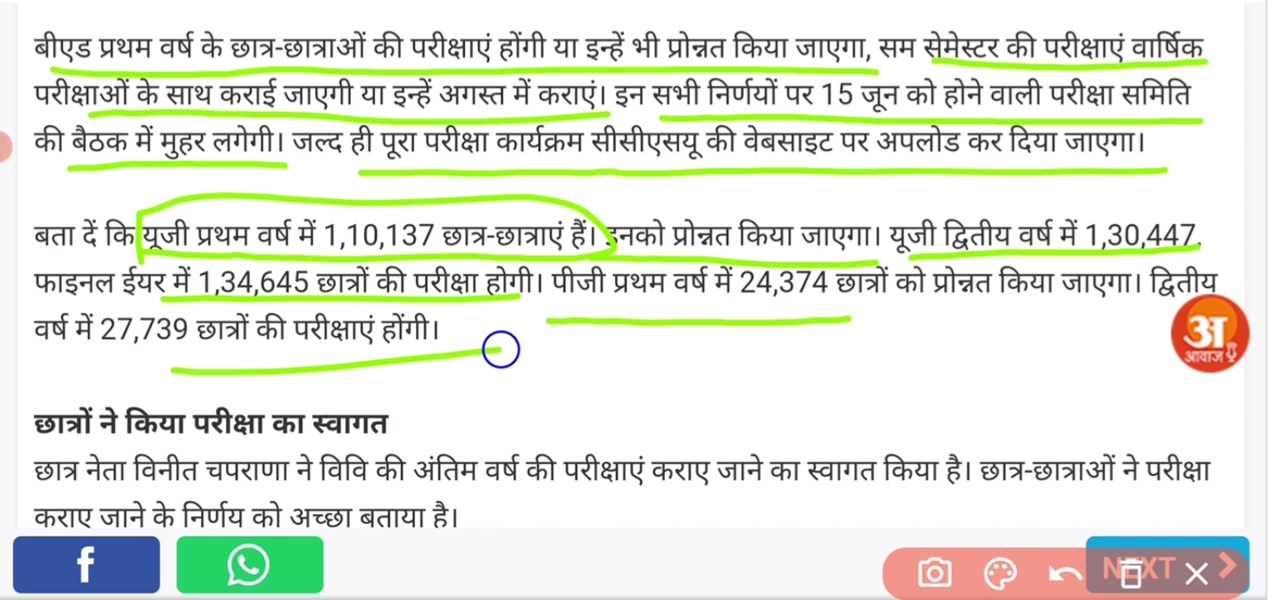 बीएड प्रथम वर्ष के छात्र-छात्राओं की परीक्षाएं होंगी या इन्हें भी प्रोन्नत किया जाएगा, सम सेमेस्टर की परीक्षाएं वार्षिक
परीक्षाओं के साथ कराई जाएगी या इन्हें अगस्त में कराएं। इन सभी निर्णयों पर 15 जून को होने वाली परीक्षा समिति
की बैठक में मुहर लगेगी। जल्द ही पूरा परीक्षा कार्यक्रम सीसीएसयू की वेबसाइट पर अपलोड कर दिया जाएगा।
बता दें कि यूजी प्रथम वर्ष में 1,10,137 छात्र-छात्राएं हैं। इनको प्रोन्नत किया जाएगा। यूजी द्वितीय वर्ष में 1,30,447,
फाइनल ईयर में 1,34,645 छात्रों की परीक्षा होगी। पीजी प्रथम वर्ष में 24,374 छात्रों को प्रोन्नत किया जाएगा। द्वितीय
वर्ष में 27,739 छात्रों की परीक्षाएं होंगी।
अ
आवाज
छात्रों ने किया परीक्षा का स्वागत
छात्र नेता विनीत चपराणा ने विवि की अंतिम वर्ष की परीक्षाएं कराए जाने का स्वागत किया है। छात्र-छात्राओं ने परीक्षा
कराए जाने के निर्णय को अच्छा बताया है।
f
NEXT